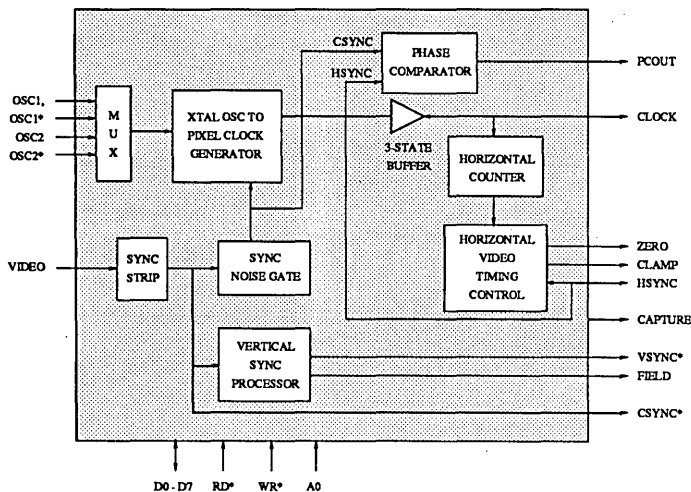 CSYNC
HSYNC
PHASE
COMPARATOR
PCOUT
OSC1,
OSC1*
OSC2
OSC2*
M
U
X
XTAL OSC TO
PIXEL CLOCK
GENERATOR
3-STATE
BUFFER
CLOCK
HORIZONTAL
COUNTER
VIDEO
SYNC
STRIP
SYNC
NOISE GATE
HORIZONTAL
VIDEO
TIMING
CONTROL
ZERO
CLAMP
HSYNC
CAPTURE
VERTICAL
SYNC
PROCESSOR
VSYNC*
FIELD
CSYNC*
D0 - D7
RD*
WR*
A0